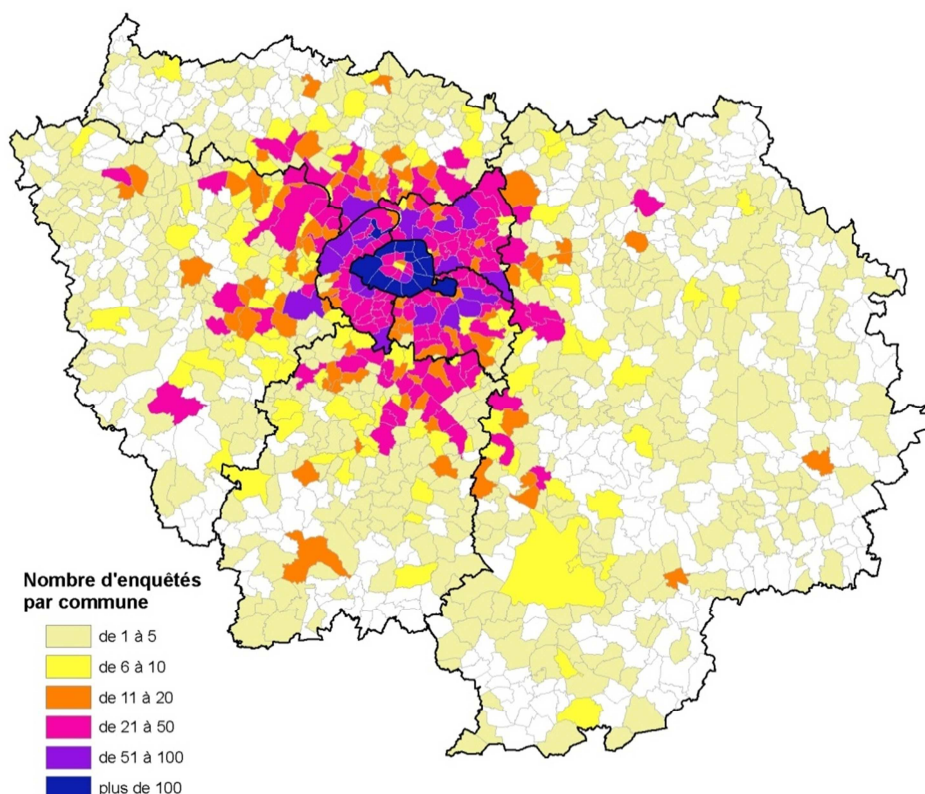 Nombre d'enquêtés
par commune
de 1 à 5
de 6 à 10
de 11 à 20
de 21 à 50
de 51 à 100
plus de 100